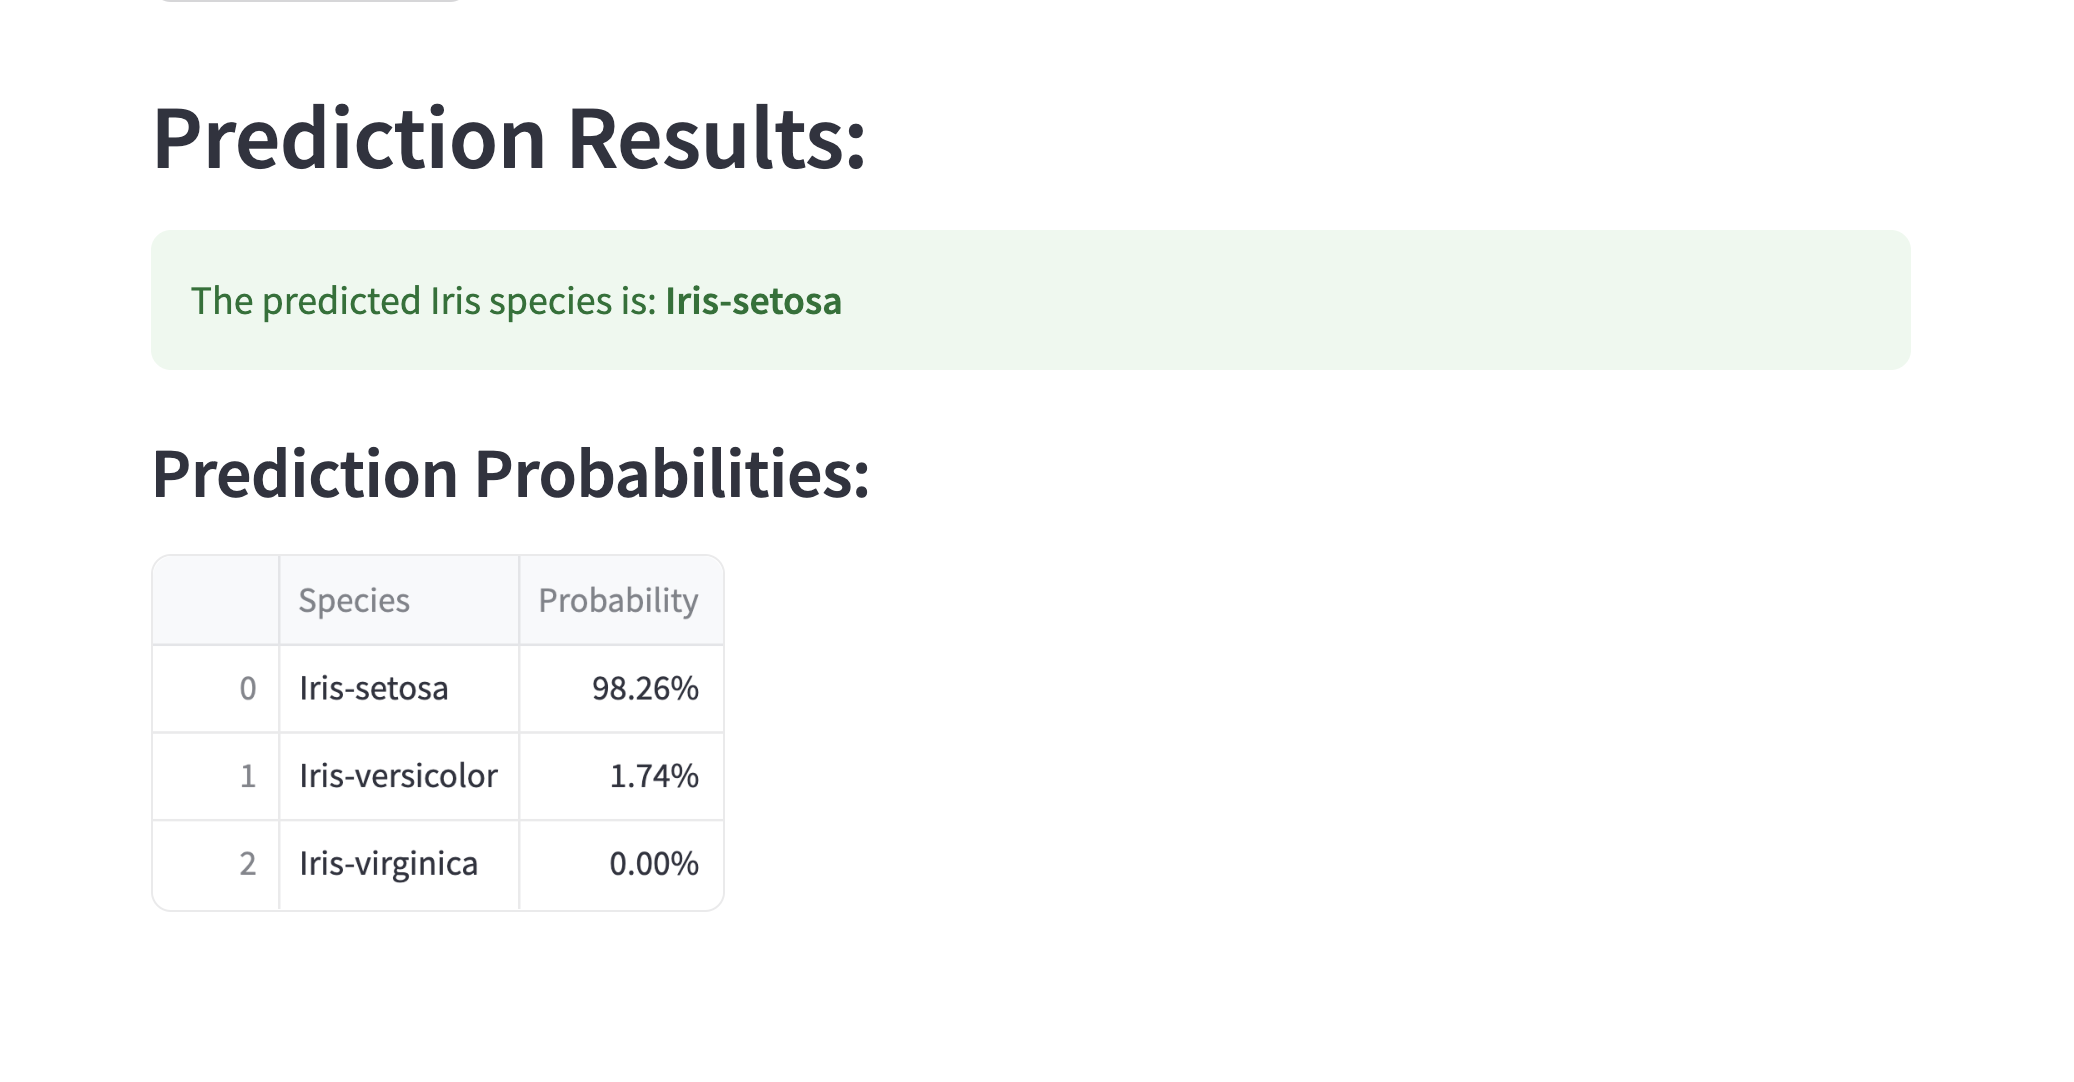 Prediction Results:
The predicted Iris species is: Iris-setosa
Prediction Probabilities:
Species Probability
0 Iris-setosa 98.26%
1 Iris-versicolor 1.74%
2 Iris-virginica 0.00%